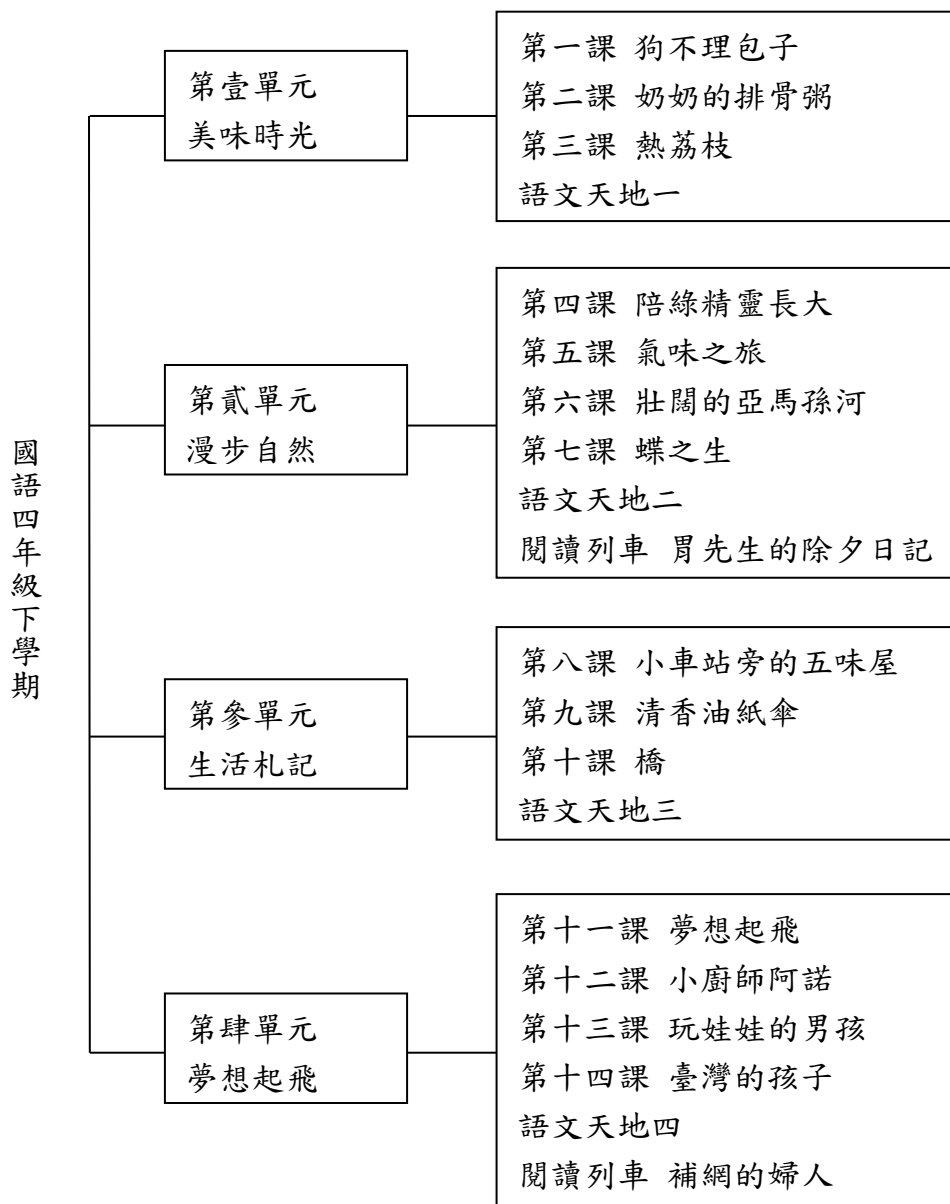 國語四年級下學期
第壹單元
美味時光
第一課 狗不理包子
第二課 奶奶的排骨粥
第三課 熱荔枝
語文天地一
第貳單元
漫步自然
第四課 陪綠精靈長大
第五課 氣味之旅
第六課 壯闊的亞馬孫河
第七課 蝶之生
語文天地二
閱讀列車 胃先生的除夕日記
第參單元
生活札記
第八課 小車站旁的五味屋
第九課 清香油紙傘
第十課 橋
語文天地三
第肆單元
夢想起飛
第十一課 夢想起飛
第十二課 小廚師阿諾
第十三課 玩娃娃的男孩
第十四課 臺灣的孩子
語文天地四
閱讀列車 補網的婦人